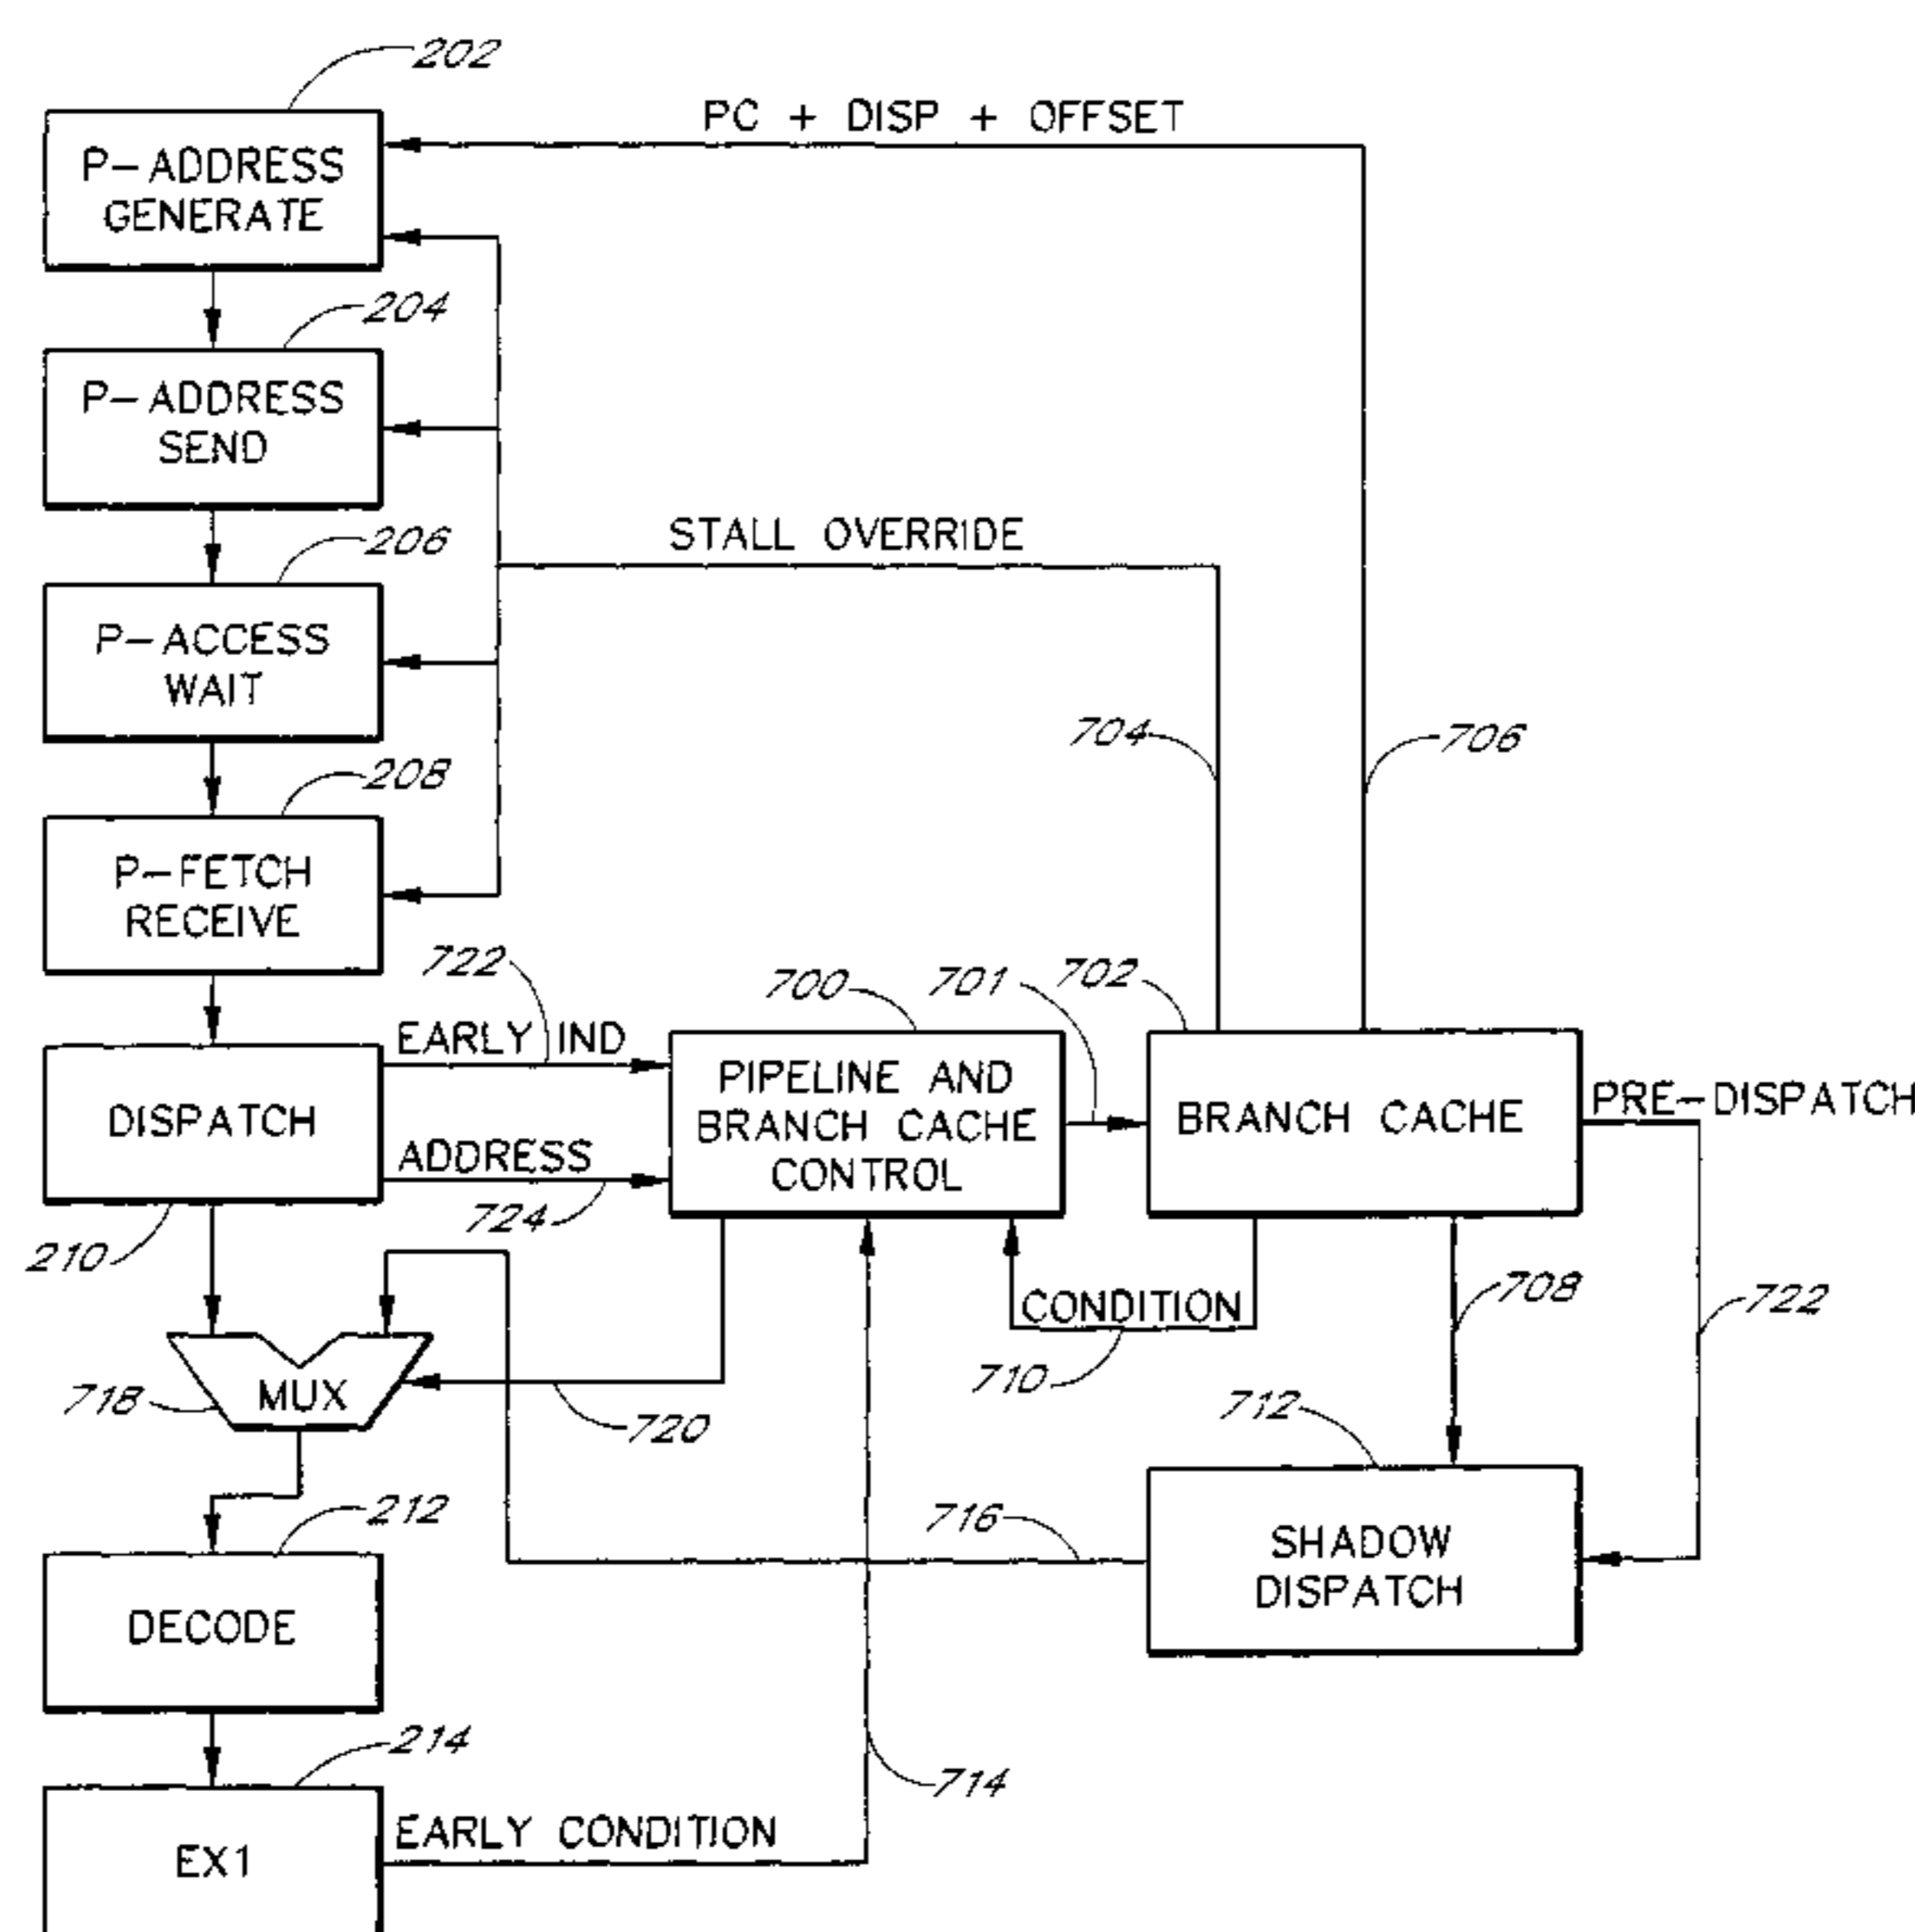 202
PC + DISP + OFFSET
P-ADDRESS
GENERATE
204
P-ADDRESS
SEND
206
STALL OVERRIDE
P-ACCESS
WAIT
704
706
208
P-FETCH
RECEIVE
722
700
701
702
EARLY IND
DISPATCH
ADDRESS
724
PIPELINE AND
BRANCH CACHE
CONTROL
BRANCH CACHE
PRE-DISPATCH
210
CONDITION
708
722
710
MUX
718
720
712
212
716
SHADOW
DISPATCH
DECODE
214
714
EARLY CONDITION
EX1